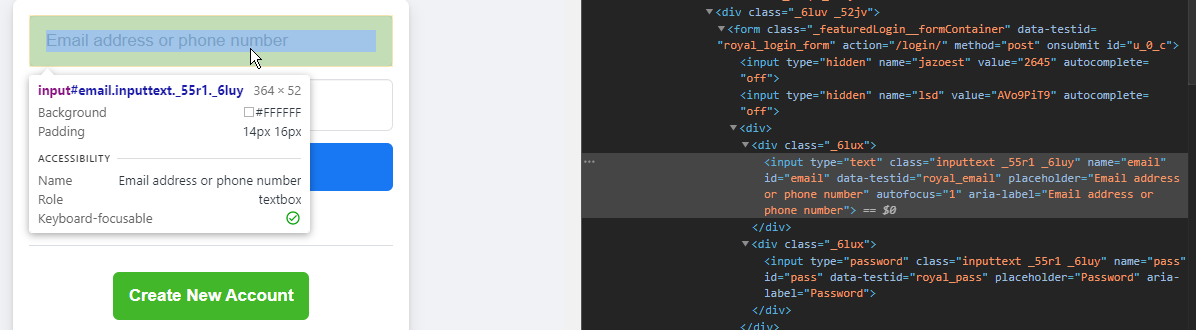 Email address or phone number
input#email.inputtext._55r1._6luy 364 × 52
Background #FFFFFF
Padding 14px 16px
ACCESSIBILITY
Name Email address or phone number
Role textbox
Keyboard-focusable
Create New Account
<div class="_6luv _52jv">
<form class="_featuredLogin__formContainer" data-testid=
"royal_login_form" action="/login/" method="post" onsubmit id="u_0_c">
<input type="hidden" name="jazoest" value="2645" autocomplete=
"off">
<input type="hidden" name="lsd" value="AVo9PiT9" autocomplete=
"off">
<div>
<div class="_6lux">
<input type="text" class="inputtext _55r1 _6luy" name="email"
id="email" data-testid="royal_email" placeholder="Email address
or phone number" autofocus="1" aria-label="Email address or
phone number"> == $0
</div>
<div class="_6lux">
<input type="password" class="inputtext _55r1 _6luy" name="pass"
id="pass" data-testid="royal_pass" placeholder="Password" aria-
label="Password">
</div>
</div>